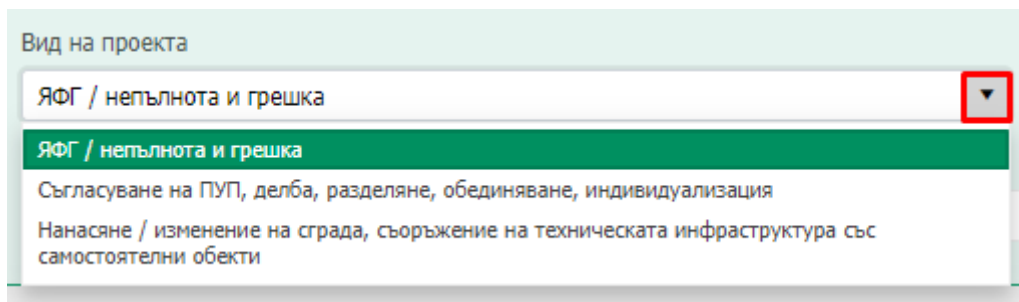 Вид на проекта
ЯФГ / непълнота и грешка
ЯФГ / непълнота и грешка
Съгласуване на ПУП, делба, разделяне, обединяване, индивидуализация
Нанасяне / изменение на сграда, съоръжение на техническата инфраструктура със
самостоятелни обекти